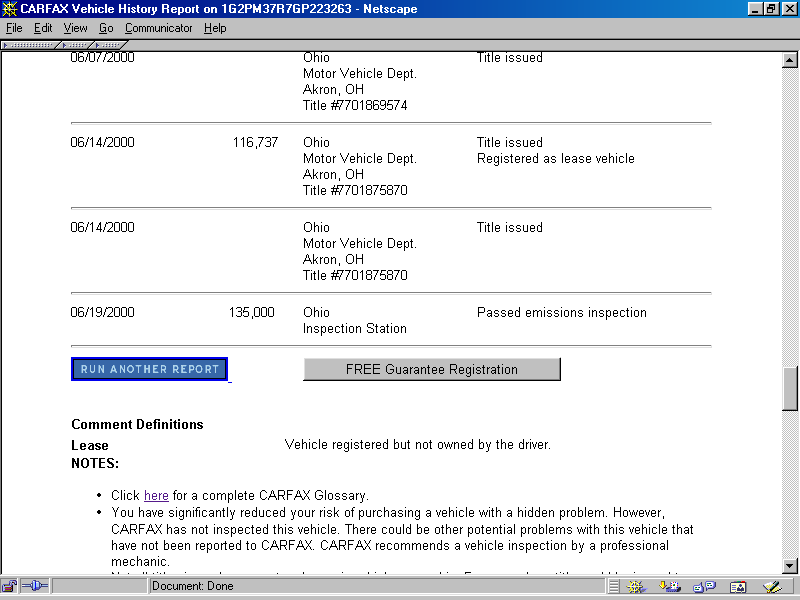 CARFAX Vehicle History Report on 1G2PM37R7GP223263 - Netscape
File Edit View Go Communicator Help
06/07/2000 Ohio Title issued
Motor Vehicle Dept.
Akron, OH
Title #7701869574
06/14/2000 116,737 Ohio Title issued
Motor Vehicle Dept. Registered as lease vehicle
Akron, OH
Title #7701875870
06/14/2000 Ohio Title issued
Motor Vehicle Dept.
Akron, OH
Title #7701875870
06/19/2000 135,000 Ohio Passed emissions inspection
Inspection Station
RUN ANOTHER REPORT FREE Guarantee Registration
Comment Definitions
Lease Vehicle registered but not owned by the driver.
NOTES:
• Click here for a complete CARFAX Glossary.
• You have significantly reduced your risk of purchasing a vehicle with a hidden problem. However,
CARFAX has not inspected this vehicle. There could be other potential problems with this vehicle that
have not been reported to CARFAX. CARFAX recommends a vehicle inspection by a professional
mechanic.
Document: Done